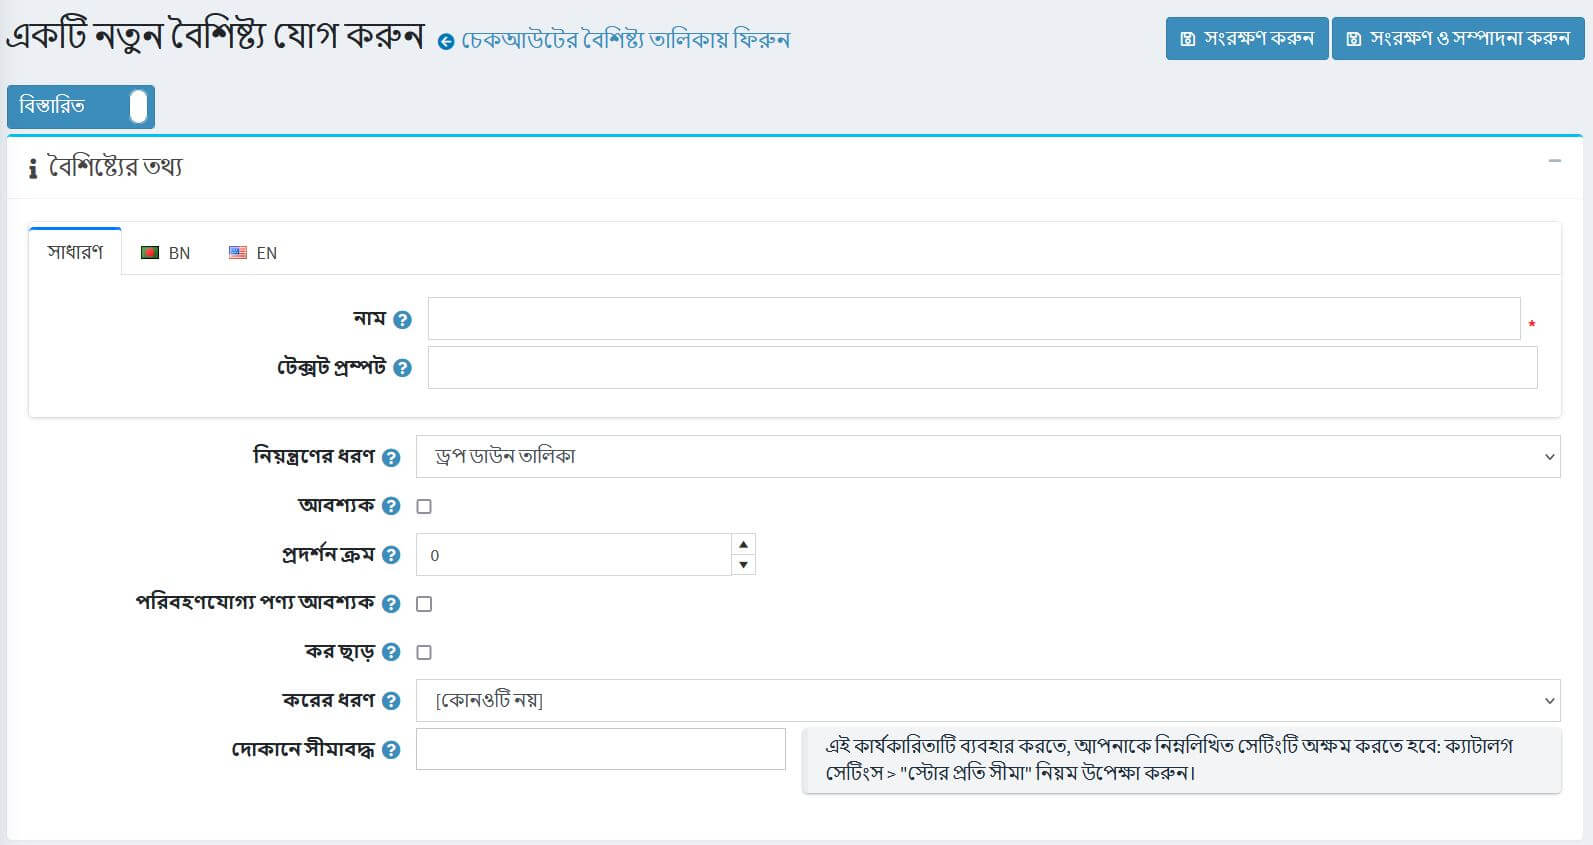 একটি নতুন বৈশিষ্ট্য যোগ করুন চেকআউটের বৈশিষ্ট্য তালিকায় ফিরুন
সংরক্ষণ করুন
সংরক্ষণ ও সম্পাদনা করুন
বিস্তারিত
বৈশিষ্ট্যের তথ্য
সাধারণ
BN
EN
নাম
*
টেক্সট প্রম্পট
নিয়ন্ত্রণের ধরণ
ড্রপ ডাউন তালিকা
আবশ্যক
প্রদর্শন ক্রম
0
পরিবহণযোগ্য পণ্য আবশ্যক
কর ছাড়
করের ধরণ
[কোনওটি নয়]
দোকানে সীমাবদ্ধ
এই কার্যকারিতাটি ব্যবহার করতে, আপনাকে নিম্নলিখিত সেটিংটি অক্ষম করতে হবে: ক্যাটালগ
সেটিংস > "স্টোর প্রতি সীমা" নিয়ম উপেক্ষা করুন।